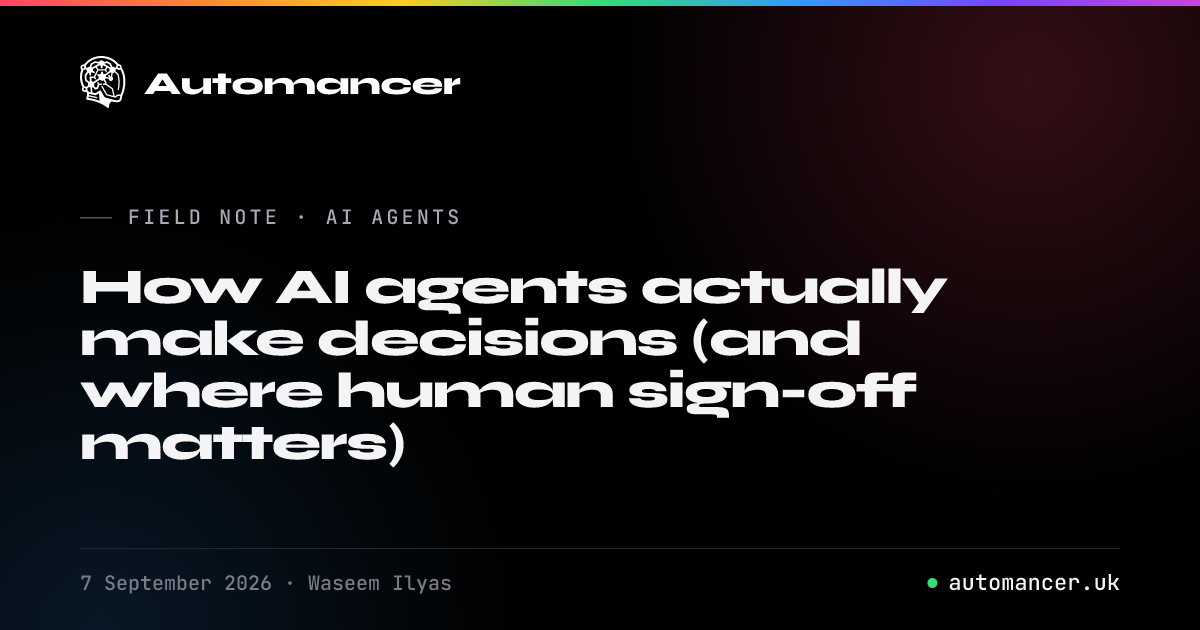 Automancer
FIELD NOTE · AI AGENTS
How AI agents actually
make decisions (and
where human sign-off
matters)
7 September 2026 · Waseem Ilyas
automancer.uk